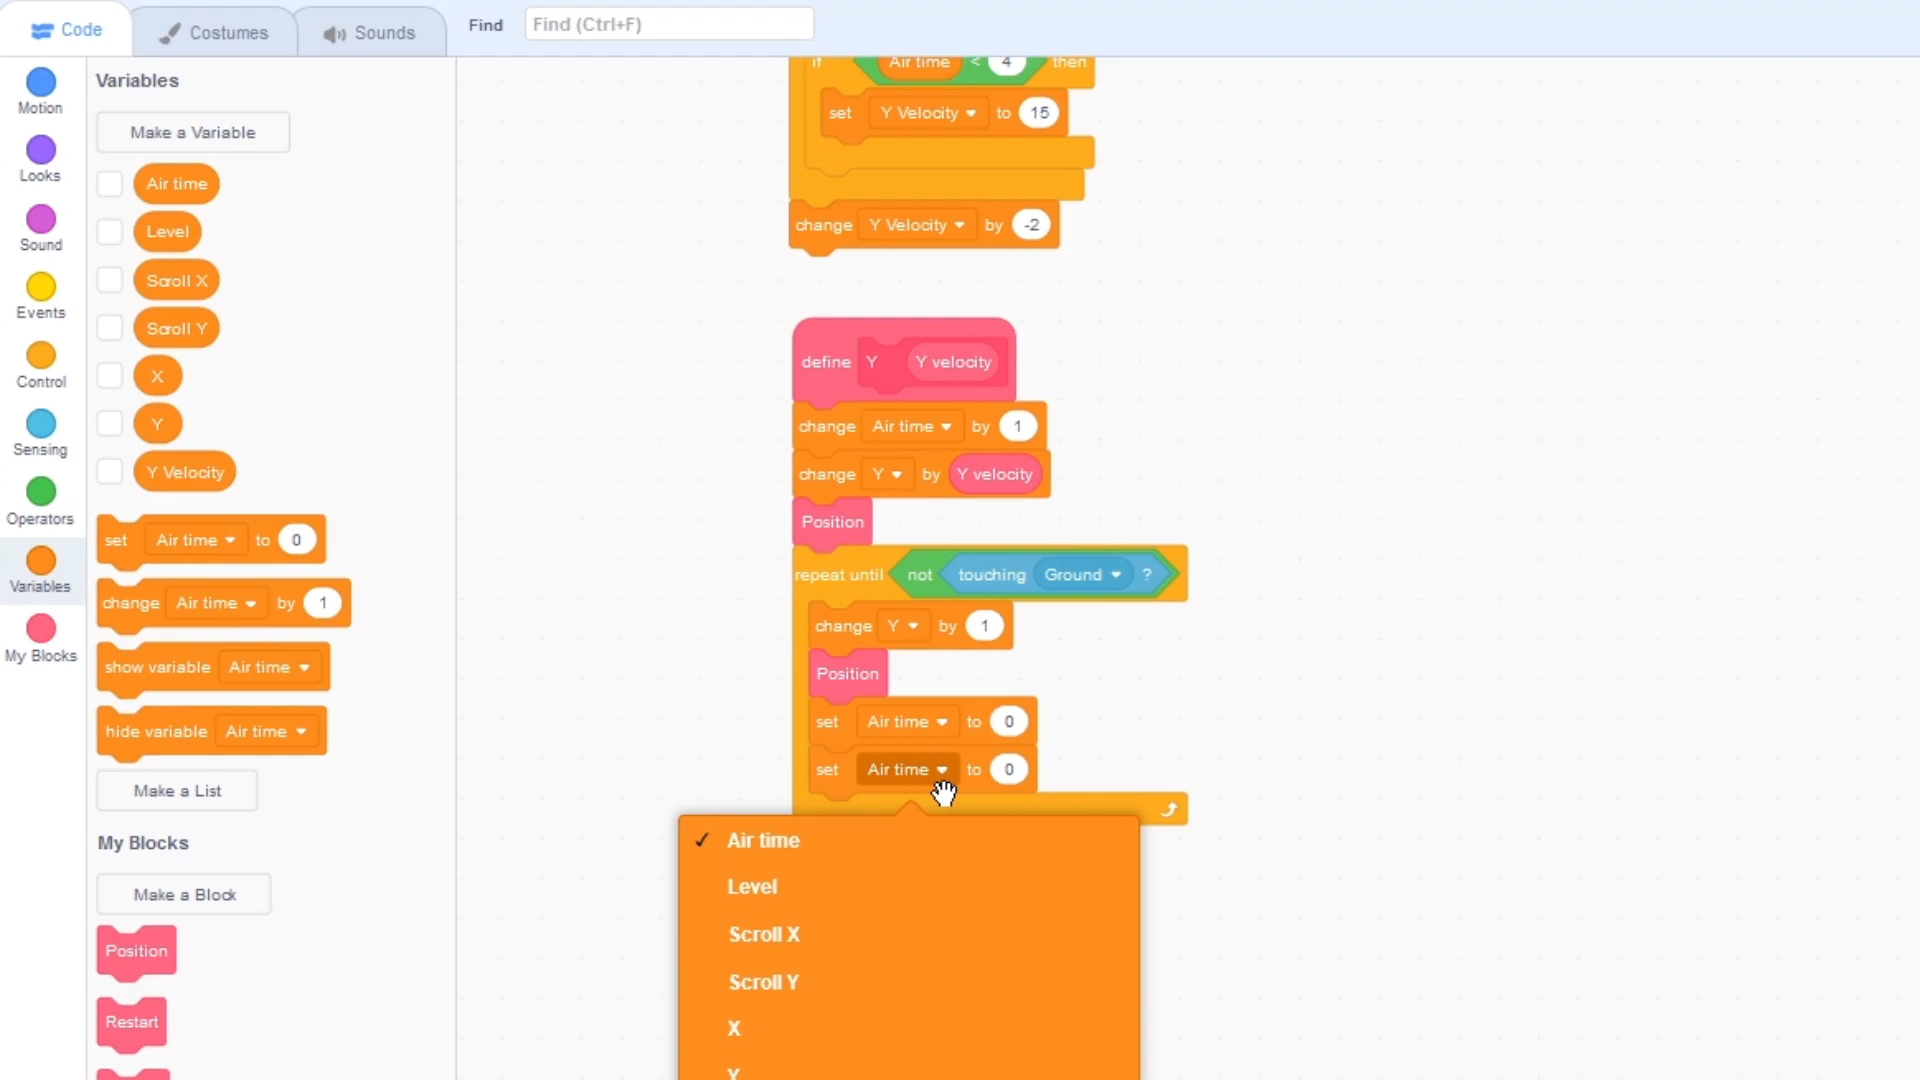 Code
Costumes
Sounds
Find
Find (Ctrl+F)
Motion
Looks
Sound
Events
Control
Sensing
Operators
Variables
My Blocks
Variables
Make a Variable
Air time
Level
Scroll X
Scroll Y
X
Y
Y Velocity
set Air time to 0
change Air time by 1
show variable Air time
hide variable Air time
Make a List
My Blocks
Make a Block
Position
Restart
if Air time < 4 then
set Y Velocity to 15
change Y Velocity by -2
define Y Y velocity
change Air time by 1
change Y by Y velocity
Position
repeat until not touching Ground ?
change Y by 1
Position
set Air time to 0
set Air time to 0
✓ Air time
Level
Scroll X
Scroll Y
X
Y